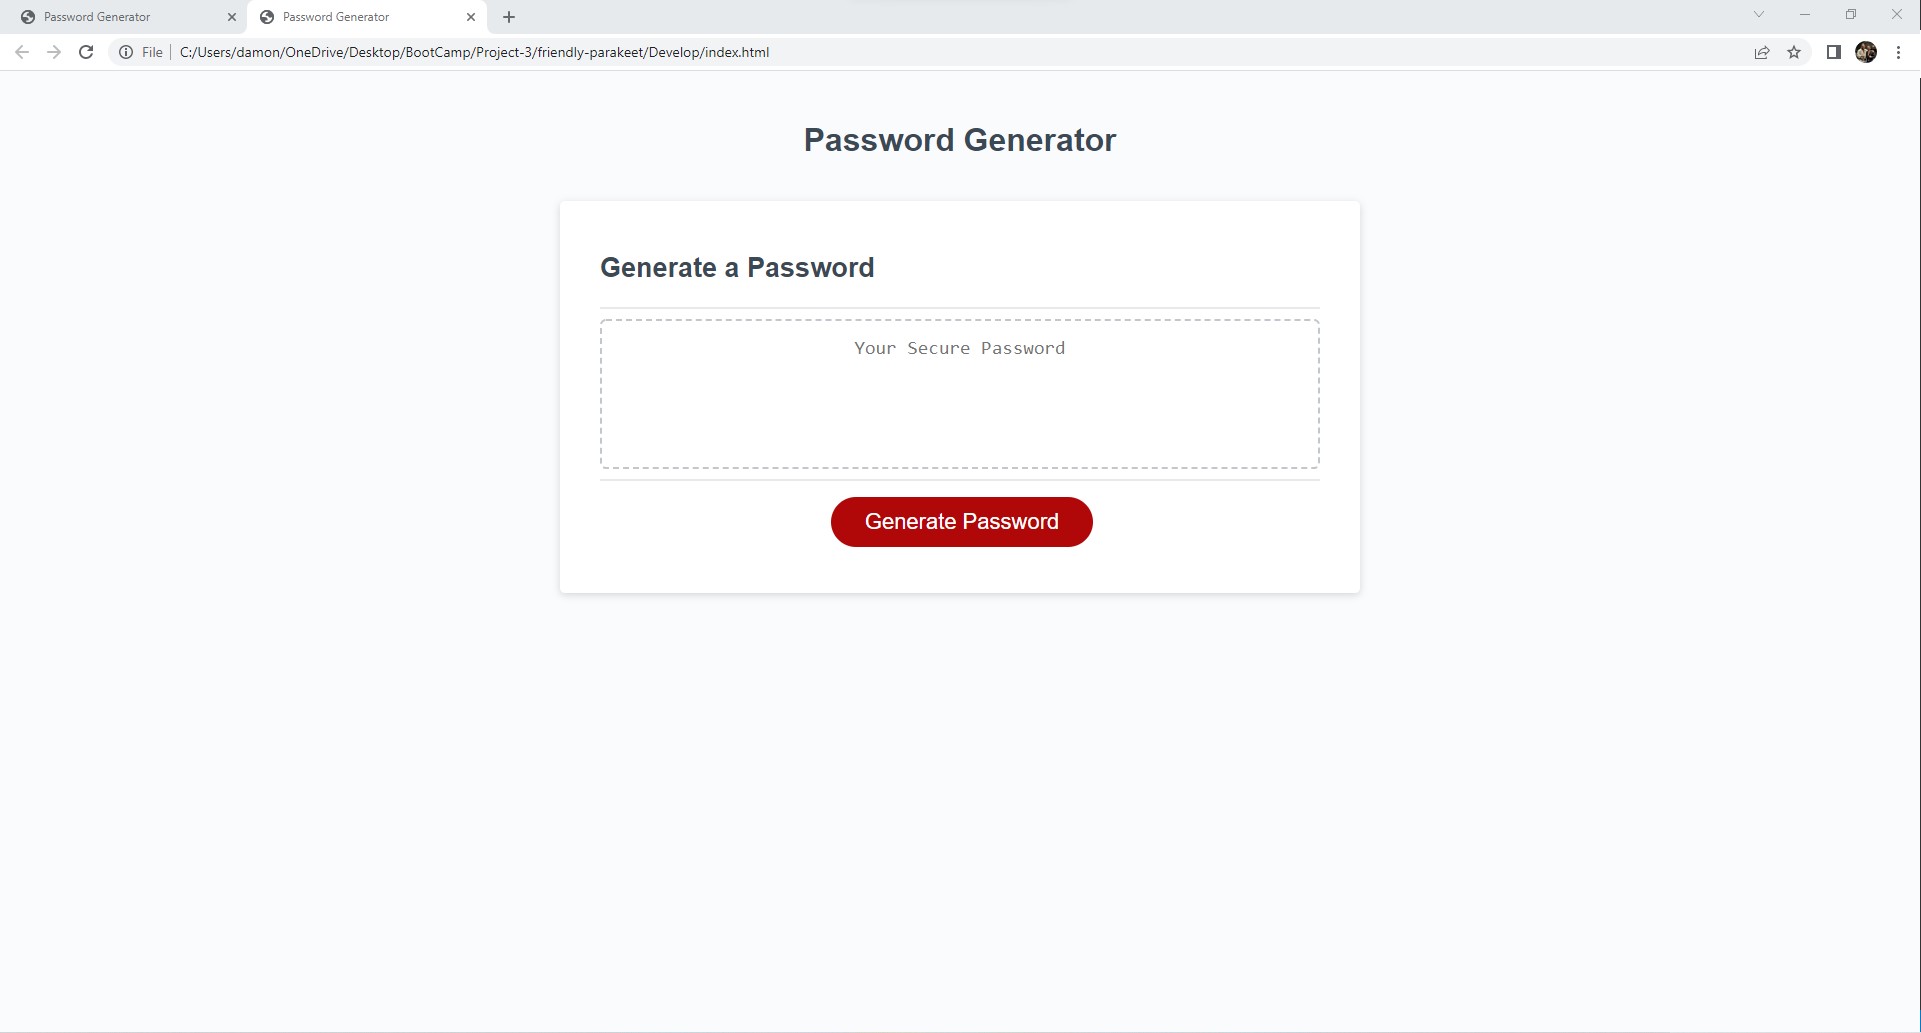 Password Generator
Password Generator
File
C:/Users/damon/OneDrive/Desktop/BootCamp/Project-3/friendly-parakeet/Develop/index.html
Password Generator
Generate a Password
Your Secure Password
Generate Password